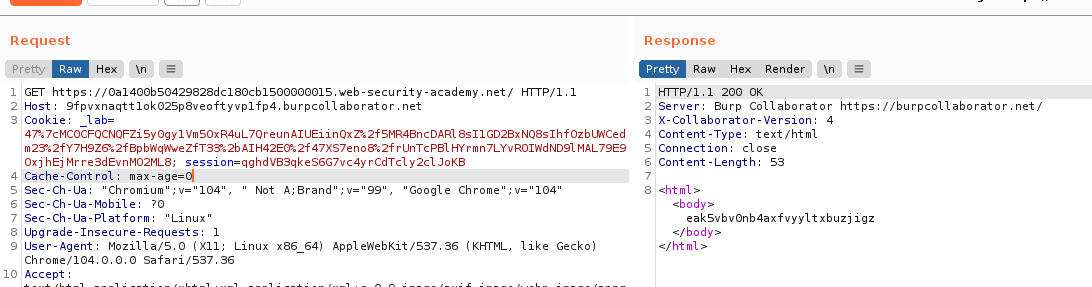 Request
Pretty Raw Hex \n
1 GET https://0a1400b50429828dc180cb1500000015.web-security-academy.net/ HTTP/1.1
2 Host: 9fpvxnaqtt1ok025p8veoftyvp1fp4.burpcollaborator.net
3 Cookie: _lab=
47%7cMC0CFQCNQFZi5y0gy1Vm5OxR4uL7QreunAIUEiinQxZ%2f5MR4BncDARl8sI1GD2BxNQ8sIhfOzbUWCed
m23%2fY7H9Z6%2fBpbWqWweZfT33%2bAIH42E0%2f47XS7eno8%2frUnTcPBlHYrmn7LYvROIWdND9lMAL79E9
OxjhEjMrre3dEvnMO2ML8; session=qghdVB3qkeS6G7vc4yrCdTcly2clJoKB
4 Cache-Control: max-age=0
5 Sec-Ch-Ua: "Chromium";v="104", " Not A;Brand";v="99", "Google Chrome";v="104"
6 Sec-Ch-Ua-Mobile: ?0
7 Sec-Ch-Ua-Platform: "Linux"
8 Upgrade-Insecure-Requests: 1
9 User-Agent: Mozilla/5.0 (X11; Linux x86_64) AppleWebKit/537.36 (KHTML, like Gecko)
Chrome/104.0.0.0 Safari/537.36
10 Accept:
Response
Pretty Raw Hex Render \n
1 HTTP/1.1 200 OK
2 Server: Burp Collaborator https://burpcollaborator.net/
3 X-Collaborator-Version: 4
4 Content-Type: text/html
5 Connection: close
6 Content-Length: 53
7
8 <html>
<body>
eak5vbv0nb4axfvyyltxbuzjigz
</body>
</html>